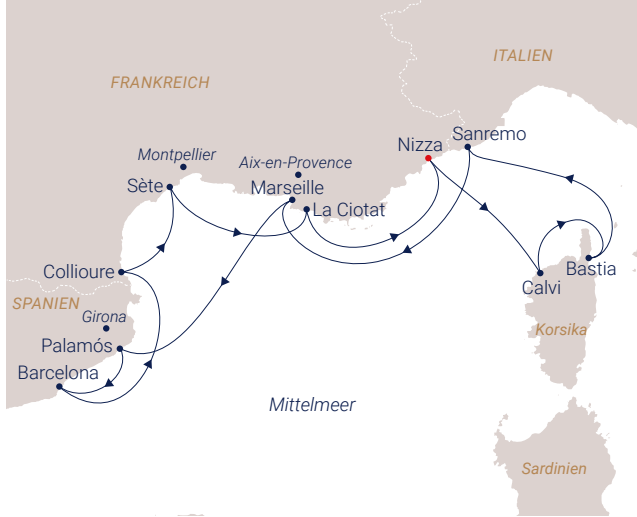 ITALIEN
FRANKREICH
Sanremo
Nizza
Montpellier
Aix-en-Provence
Sète
Marseille
La Ciotat
Collioure
Bastia
Calvi
SPANIEN
Girona
Korsika
Palamós
Barcelona
Mittelmeer
Sardinien